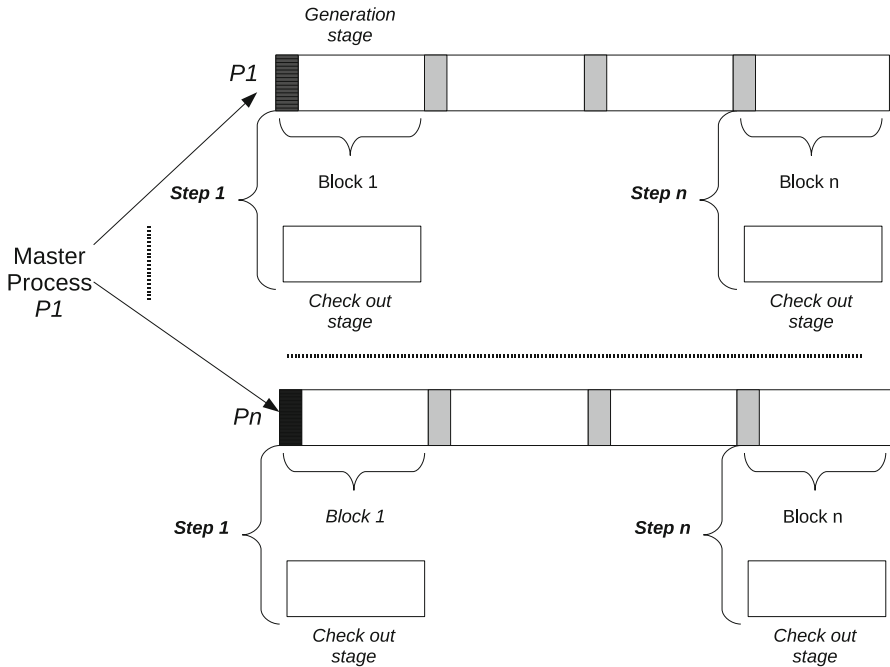 Generation
stage
P1
Step 1
Block 1
Step n
Block n
Master
Process
P1
Check out
stage
Check out
stage
Pn
Step 1
Block 1
Step n
Block n
Check out
stage
Check out
stage